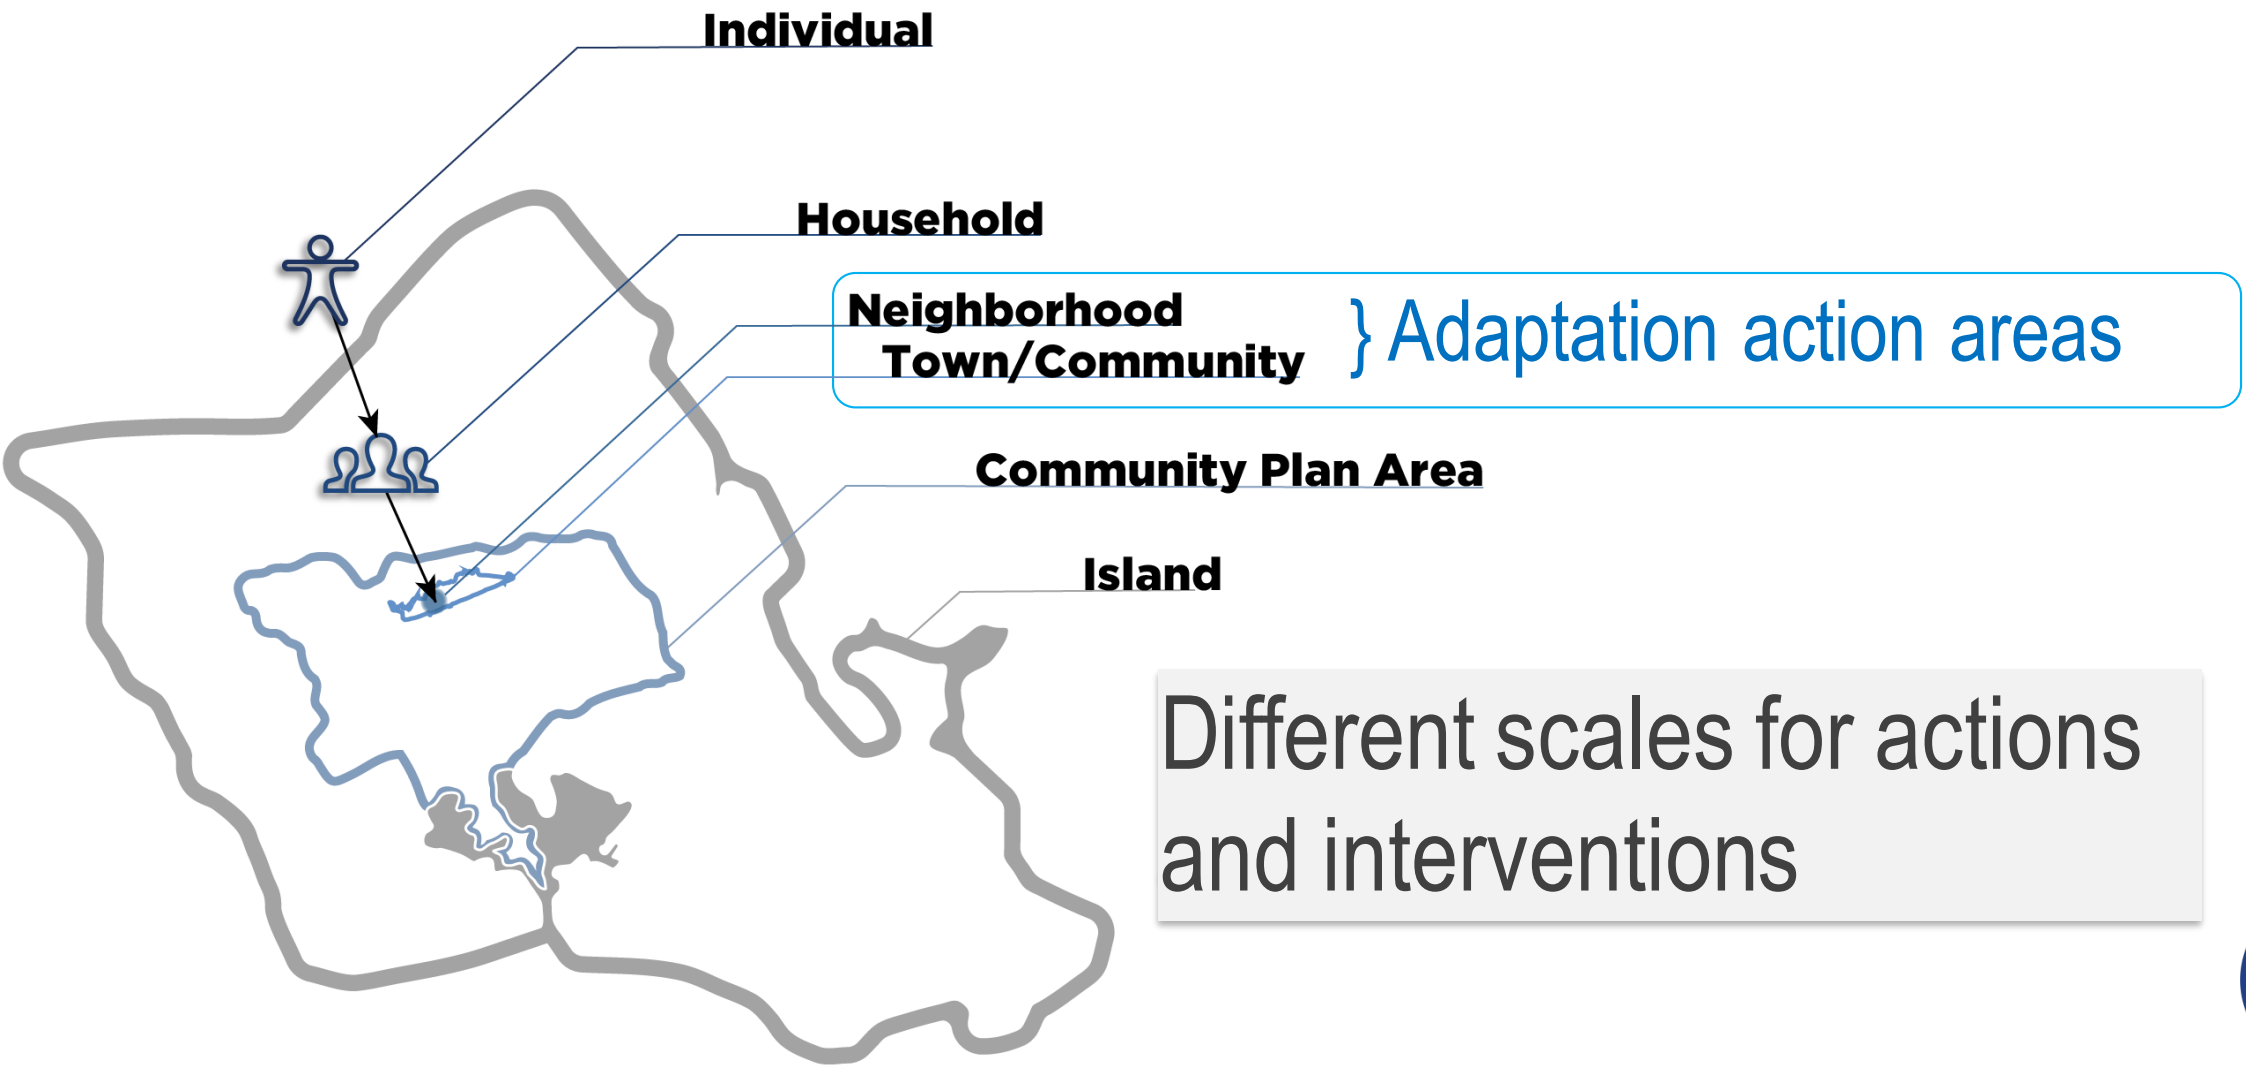 Individual
Household
Neighborhood
Town/Community
} Adaptation action areas
Community Plan Area
Island
Different scales for actions
and interventions